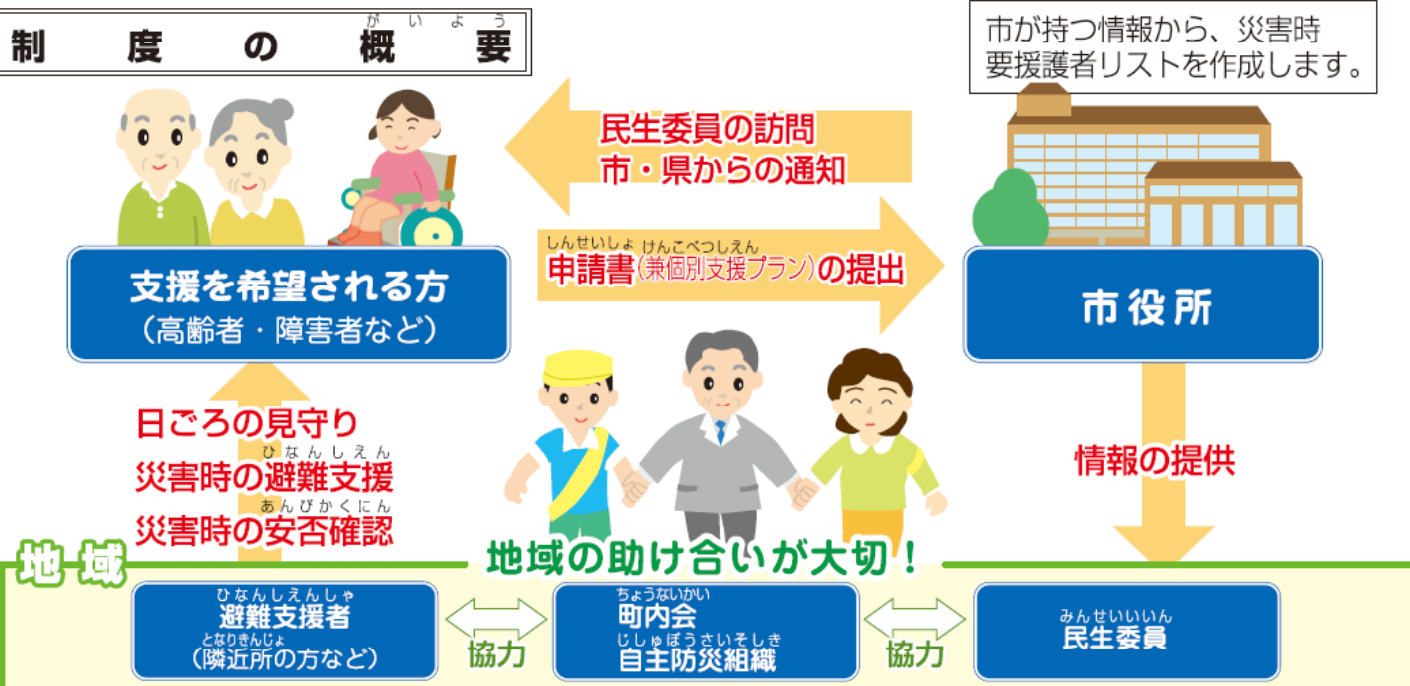 がいよう
制度の概要
市が持つ情報から、災害時
要援護者リストを作成します。
民生委員の訪問
市・県からの通知
しんせいしょ けんこべつしえん
申請書(兼個別支援プラン)の提出
支援を希望される方
(高齢者・障害者など)
市役所
日ごろの見守り
ひなんしえん
災害時の避難支援
あんぴかくにん
災害時の安否確認
情報の提供
地域
地域の助け合いが大切!
ひなんしえんしゃ
避難支援者
となりきんじょ
(隣近所の方など)
協力
ちょうないかい
町内会
じしゅぼうさいそしき
自主防災組織
協力
みんせいいいん
民生委員